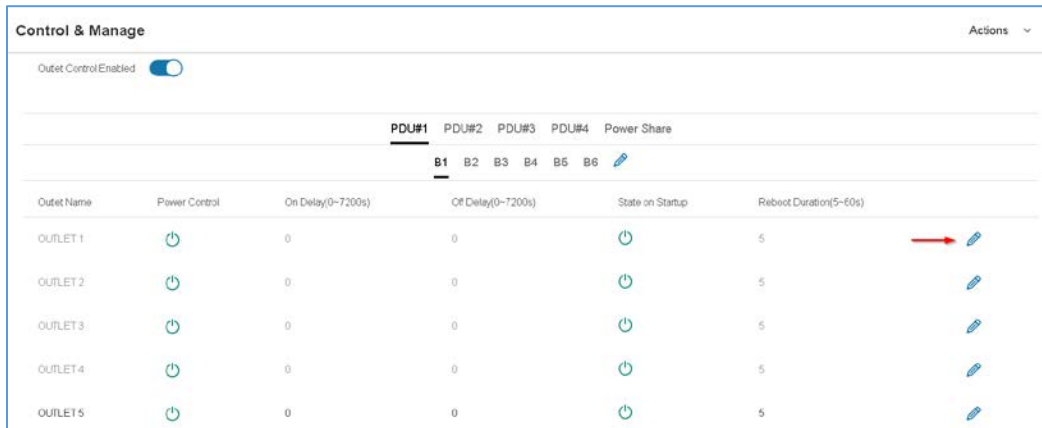 Control & Manage Actions
Outet Control Enabled
PDU#1 PDU#2 PDU#3 PDU#4 Power Share
B1 B2 B3 B4 B5 B6
Outet Name Power Control On Delay(0~7200s) Off Delay(0~7200s) State on Startup Reboot Duration(5~60s)
OUTLET 1 0 0 5
OUTLET 2 0 0 5
OUTLET 3 0 0 5
OUTLET 4 0 0 5
OUTLET 5 0 0 5